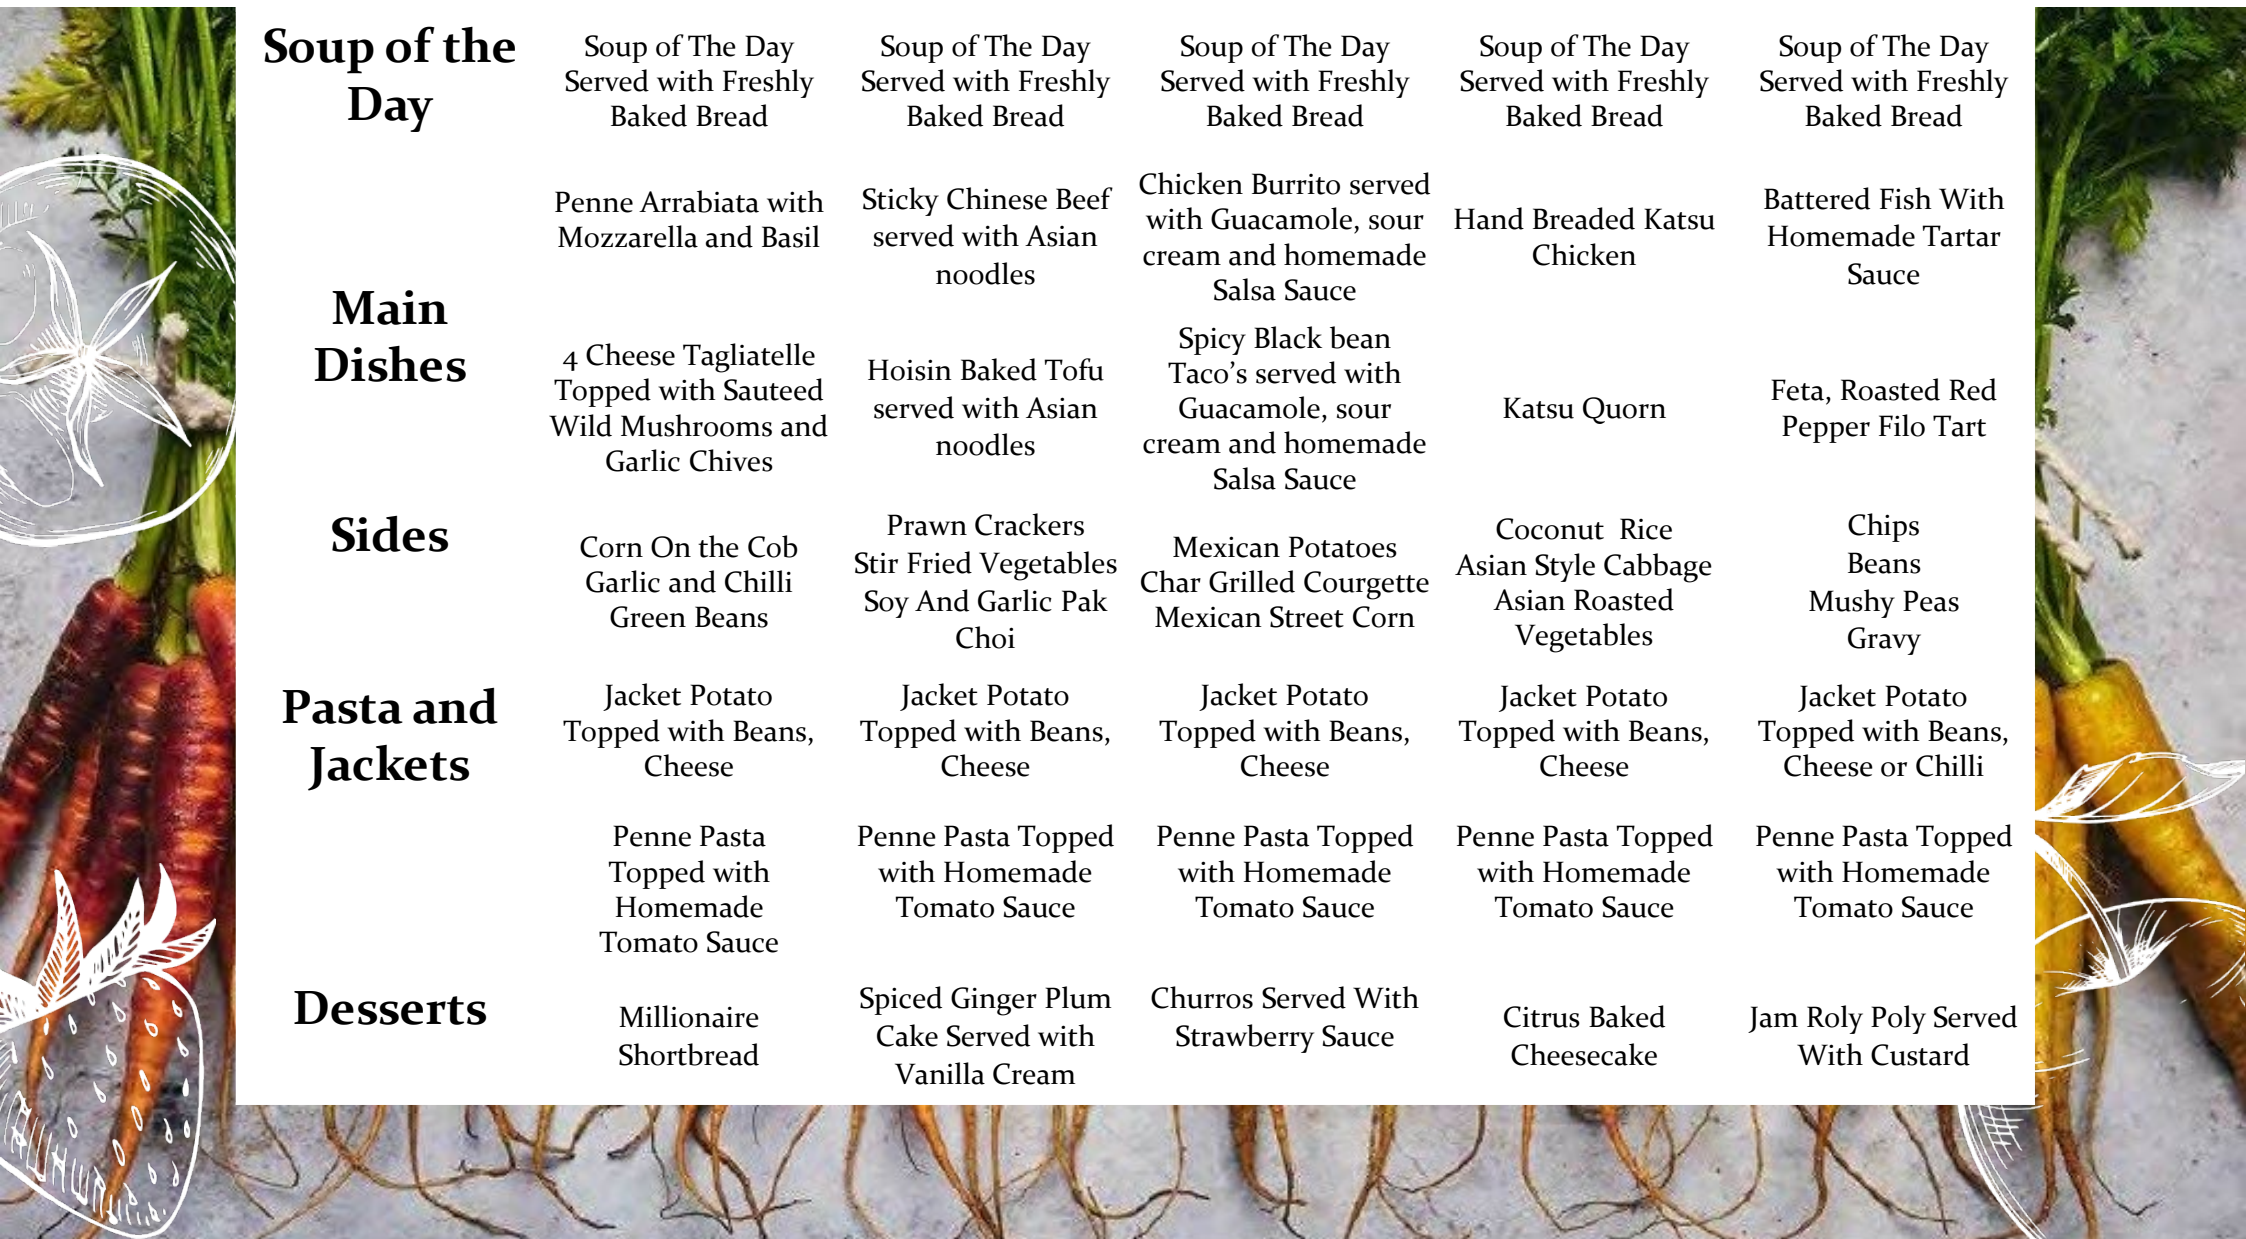 Soup of the
Day
Soup of The Day
Served with Freshly
Baked Bread
Soup of The Day
Served with Freshly
Baked Bread
Soup of The Day
Served with Freshly
Baked Bread
Soup of The Day
Served with Freshly
Baked Bread
Soup of The Day
Served with Freshly
Baked Bread
Main
Dishes
Penne Arrabiata with
Mozzarella and Basil
Sticky Chinese Beef
served with Asian
noodles
Chicken Burrito served
with Guacamole, sour
cream and homemade
Salsa Sauce
Hand Breaded Katsu
Chicken
Battered Fish With
Homemade Tartar
Sauce
4 Cheese Tagliatelle
Topped with Sauteed
Wild Mushrooms and
Garlic Chives
Hoisin Baked Tofu
served with Asian
noodles
Spicy Black bean
Taco’s served with
Guacamole, sour
cream and homemade
Salsa Sauce
Katsu Quorn
Feta, Roasted Red
Pepper Filo Tart
Sides
Corn On the Cob
Garlic and Chilli
Green Beans
Prawn Crackers
Stir Fried Vegetables
Soy And Garlic Pak
Choi
Mexican Potatoes
Char Grilled Courgette
Mexican Street Corn
Coconut  Rice
Asian Style Cabbage
Asian Roasted
Vegetables
Chips
Beans
Mushy Peas
Gravy
Pasta and
Jackets
Jacket Potato
Topped with Beans,
Cheese
Jacket Potato
Topped with Beans,
Cheese
Jacket Potato
Topped with Beans,
Cheese
Jacket Potato
Topped with Beans,
Cheese
Jacket Potato
Topped with Beans,
Cheese or Chilli
Penne Pasta
Topped with
Homemade
Tomato Sauce
Penne Pasta Topped
with Homemade
Tomato Sauce
Penne Pasta Topped
with Homemade
Tomato Sauce
Penne Pasta Topped
with Homemade
Tomato Sauce
Penne Pasta Topped
with Homemade
Tomato Sauce
Desserts
Millionaire
Shortbread
Spiced Ginger Plum
Cake Served with
Vanilla Cream
Churros Served With
Strawberry Sauce
Citrus Baked
Cheesecake
Jam Roly Poly Served
With Custard